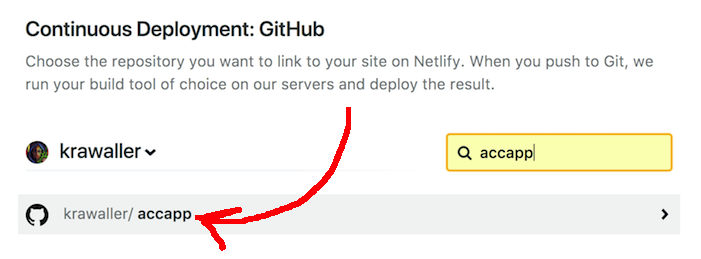 Continuous Deployment: GitHub
Choose the repository you want to link to your site on Netlify. When you push to Git, we
run your build tool of choice on our servers and deploy the result.
krawaller
accapp
krawaller/ accapp